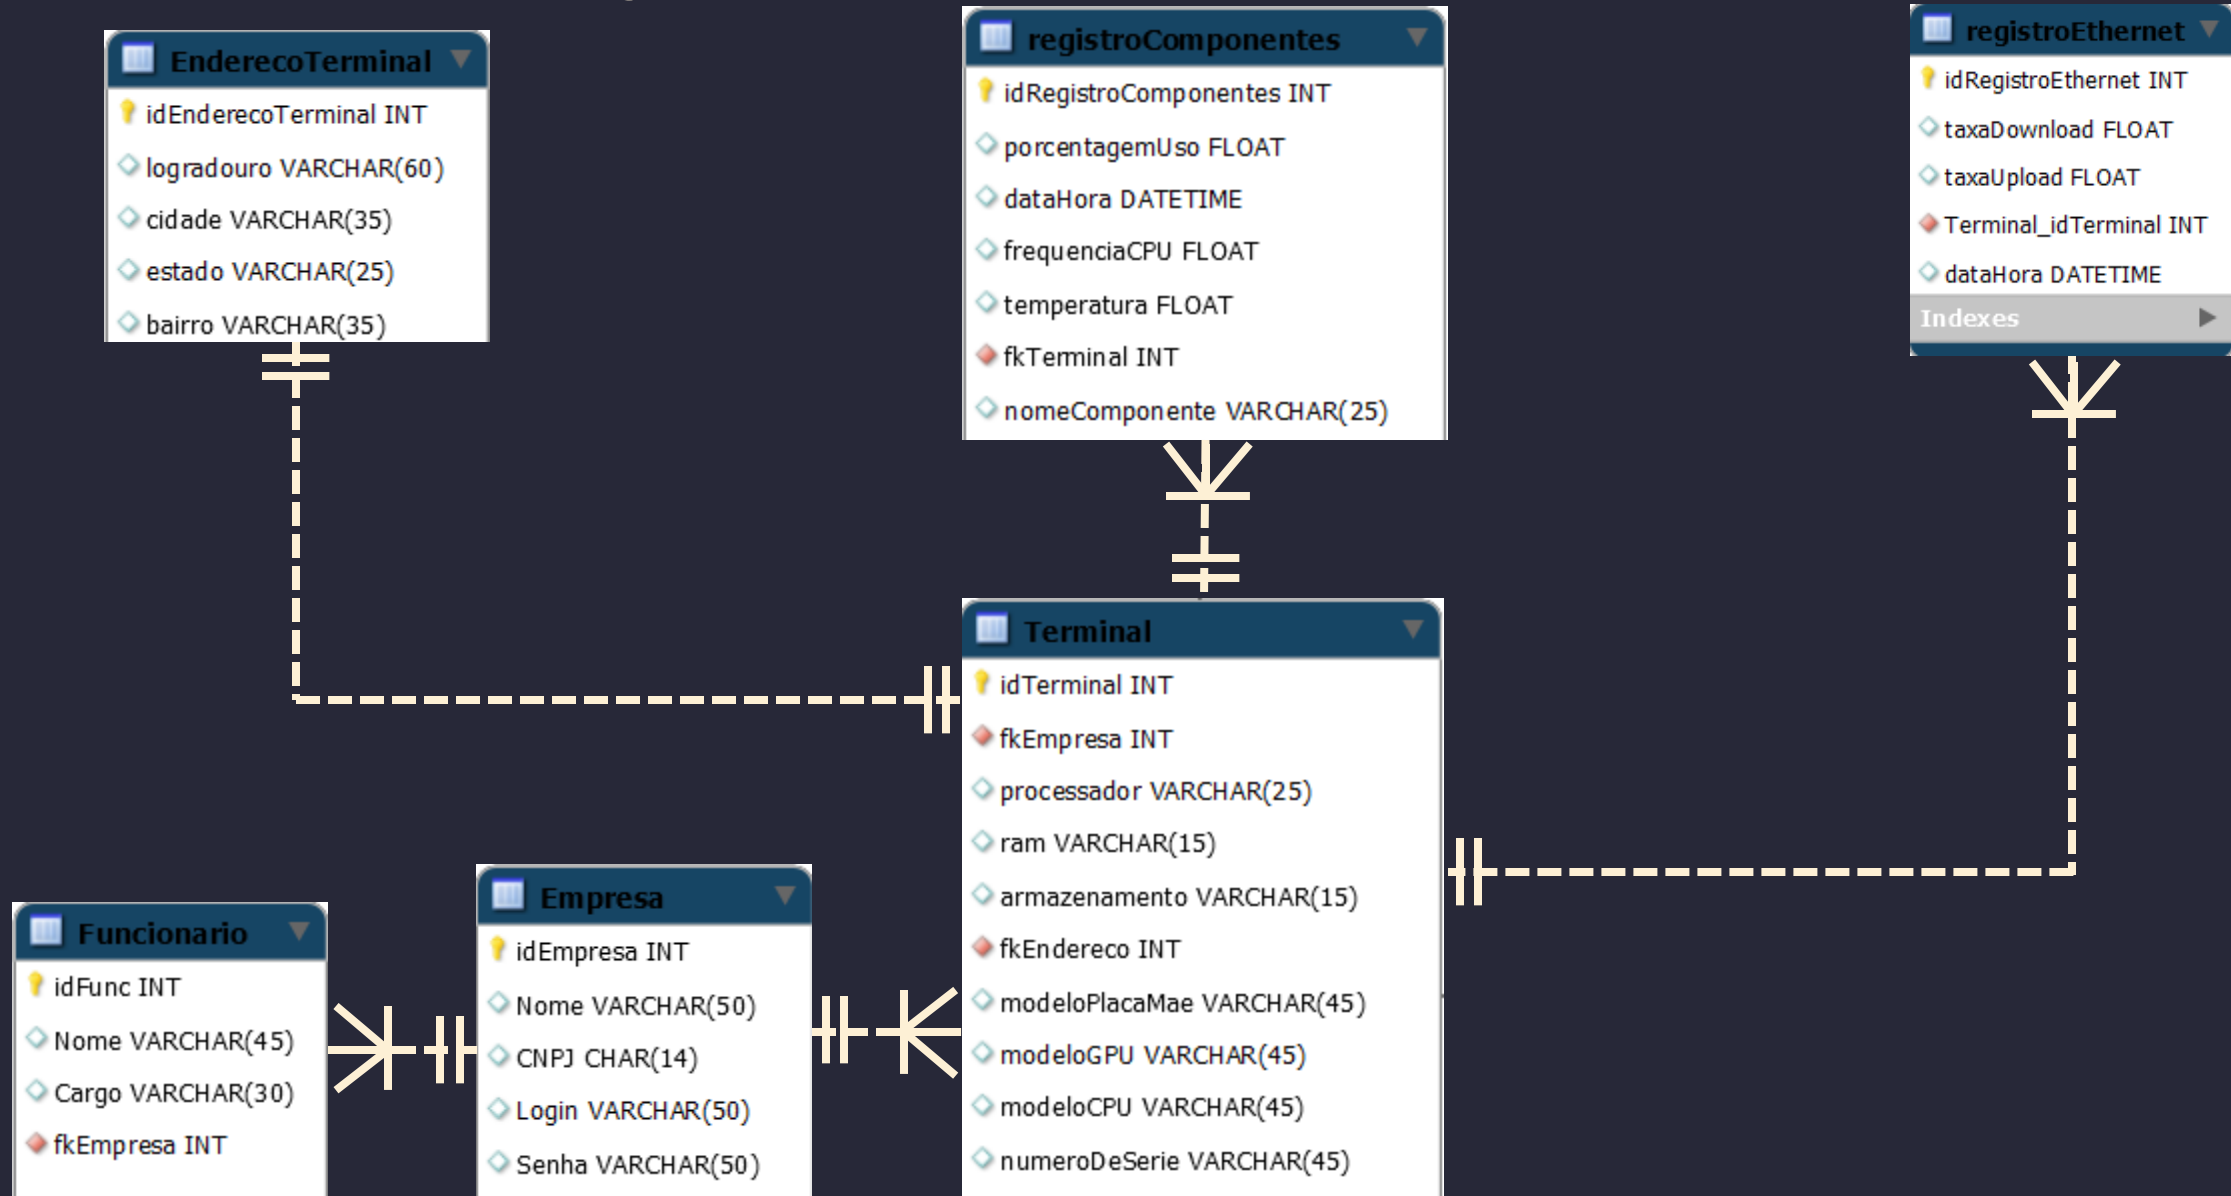 EnderecoTerminal
idEnderecoTerminal INT
logradouro VARCHAR(60)
cidade VARCHAR(35)
estado VARCHAR(25)
bairro VARCHAR(35)
registroComponentes
idRegistroComponentes INT
porcentagemUso FLOAT
dataHora DATETIME
frequenciaCPU FLOAT
temperatura FLOAT
fkTerminal INT
nomeComponente VARCHAR(25)
registroEthernet
idRegistroEthernet INT
taxaDownload FLOAT
taxaUpload FLOAT
Terminal_idTerminal INT
dataHora DATETIME
Indexes
Funcionario
idFunc INT
Nome VARCHAR(45)
Cargo VARCHAR(30)
fkEmpresa INT
Empresa
idEmpresa INT
Nome VARCHAR(50)
CNPJ CHAR(14)
Login VARCHAR(50)
Senha VARCHAR(50)
Terminal
idTerminal INT
fkEmpresa INT
processador VARCHAR(25)
ram VARCHAR(15)
armazenamento VARCHAR(15)
fkEndereco INT
modeloPlacaMae VARCHAR(45)
modeloGPU VARCHAR(45)
modeloCPU VARCHAR(45)
numeroDeSerie VARCHAR(45)